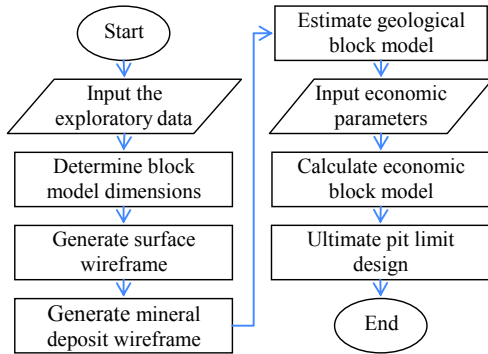 Start
Input the
exploratory data
Determine block
model dimensions
Generate surface
wireframe
Generate mineral
deposit wireframe
Estimate geological
block model
Input economic
parameters
Calculate economic
block model
Ultimate pit limit
design
End